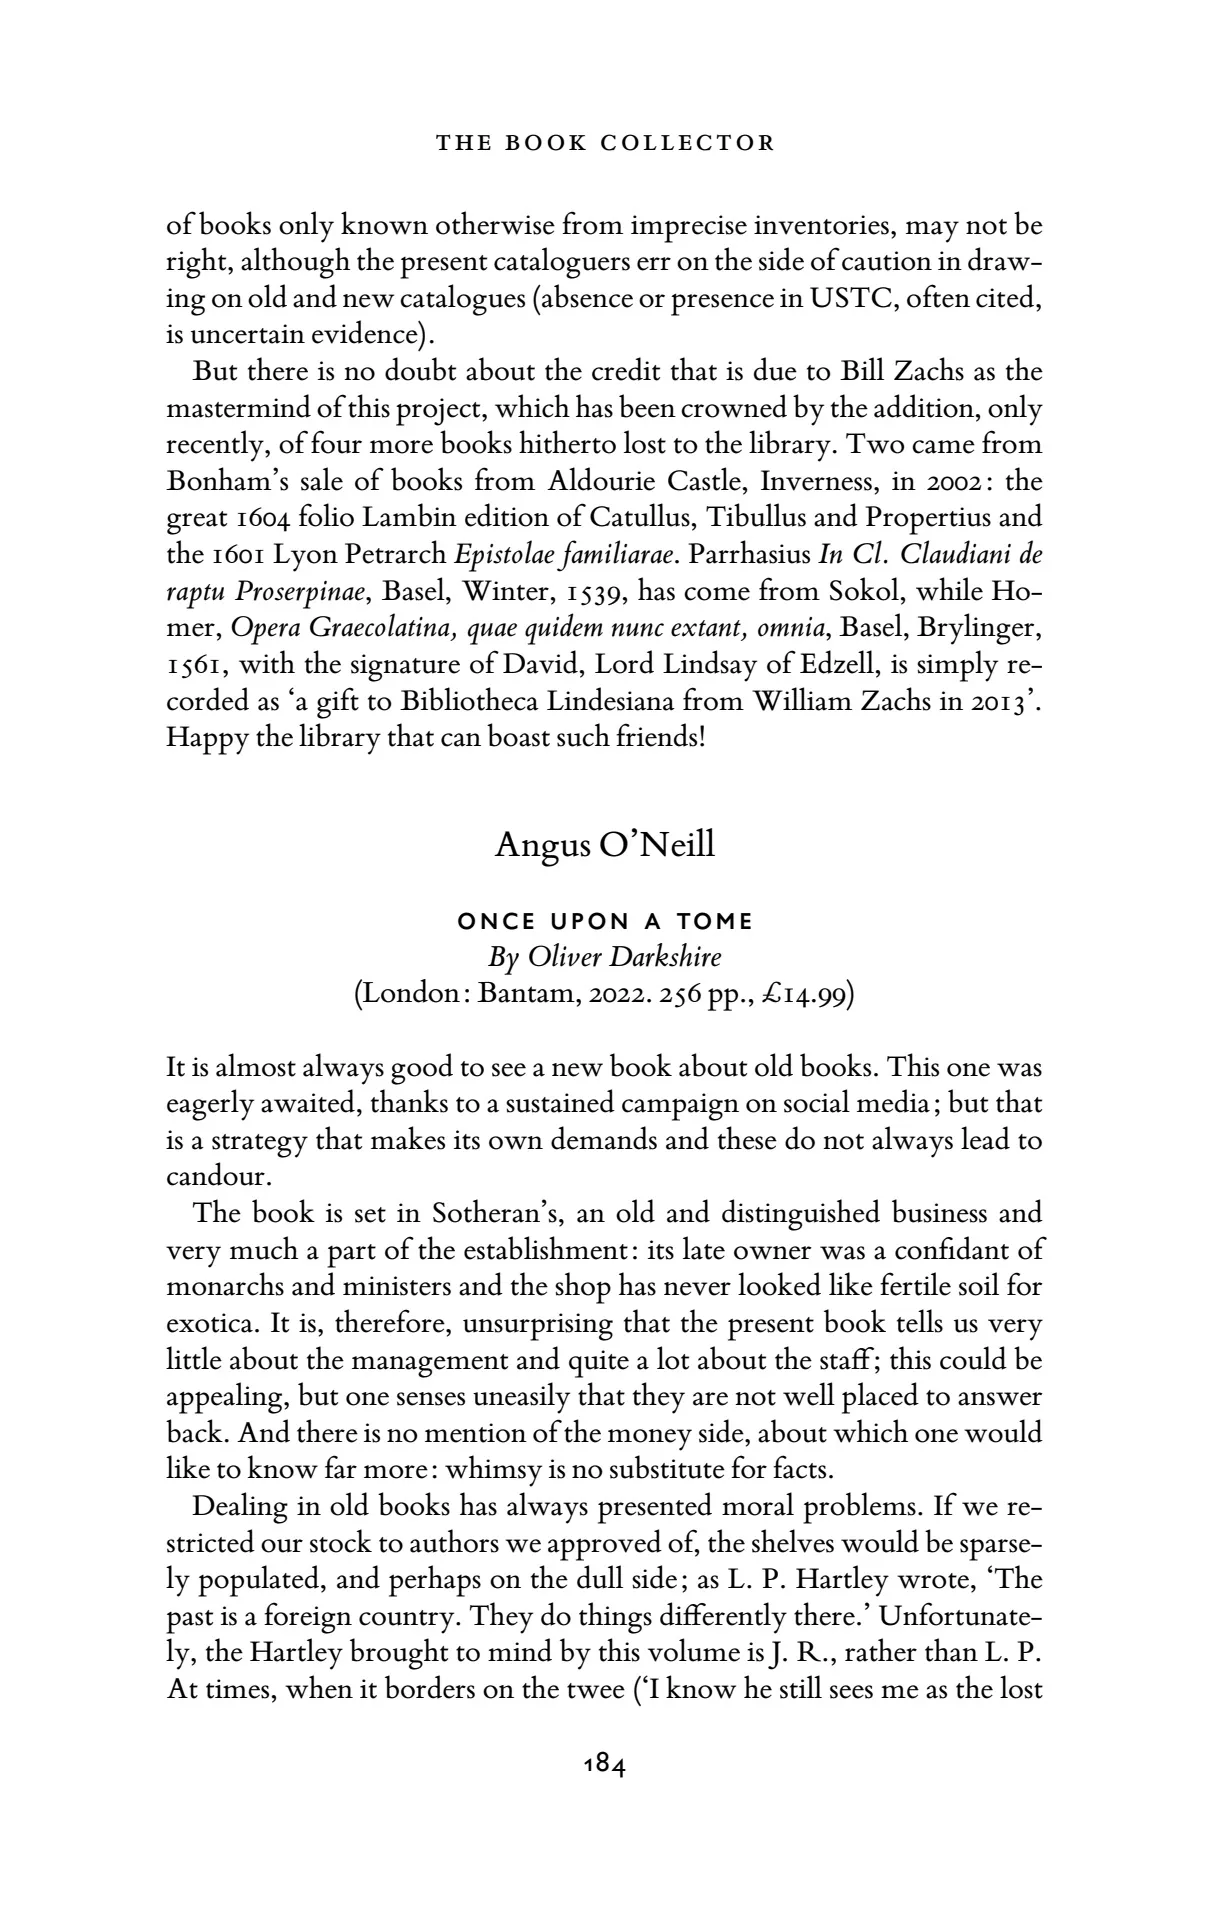 THE BOOK COLLECTOR
of books only known otherwise from imprecise inventories, may not be
right, although the present cataloguers err on the side of caution in draw-
ing on old and new catalogues (absence or presence in USTC, often cited,
is uncertain evidence).
But there is no doubt about the credit that is due to Bill Zachs as the
mastermind of this project, which has been crowned by the addition, only
recently, of four more books hitherto lost to the library. Two came from
Bonham’s sale of books from Aldourie Castle, Inverness, in 2002: the
great 1604 folio Lambin edition of Catullus, Tibullus and Propertius and
the 1601 Lyon Petrarch Epistolae familiarae. Parrhasius In Cl. Claudiani de
raptu Proserpinae, Basel, Winter, 1539, has come from Sokol, while Ho-
mer, Opera Graecolatina, quae quidem nunc extant, omnia, Basel, Brylinger,
1561, with the signature of David, Lord Lindsay of Edzell, is simply re-
corded as ‘a gift to Bibliotheca Lindesiana from William Zachs in 2013’.
Happy the library that can boast such friends!
Angus O’Neill
ONCE UPON A TOME
By Oliver Darkshire
(London: Bantam, 2022. 256 pp., £14.99)
It is almost always good to see a new book about old books. This one was
eagerly awaited, thanks to a sustained campaign on social media; but that
is a strategy that makes its own demands and these do not always lead to
candour.
The book is set in Sotheran’s, an old and distinguished business and
very much a part of the establishment: its late owner was a confidant of
monarchs and ministers and the shop has never looked like fertile soil for
exotica. It is, therefore, unsurprising that the present book tells us very
little about the management and quite a lot about the staff; this could be
appealing, but one senses uneasily that they are not well placed to answer
back. And there is no mention of the money side, about which one would
like to know far more: whimsy is no substitute for facts.
Dealing in old books has always presented moral problems. If we re-
stricted our stock to authors we approved of, the shelves would be sparse-
ly populated, and perhaps on the dull side; as L. P. Hartley wrote, ‘The
past is a foreign country. They do things differently there.’ Unfortunate-
ly, the Hartley brought to mind by this volume is J. R., rather than L. P.
At times, when it borders on the twee (‘I know he still sees me as the lost
184